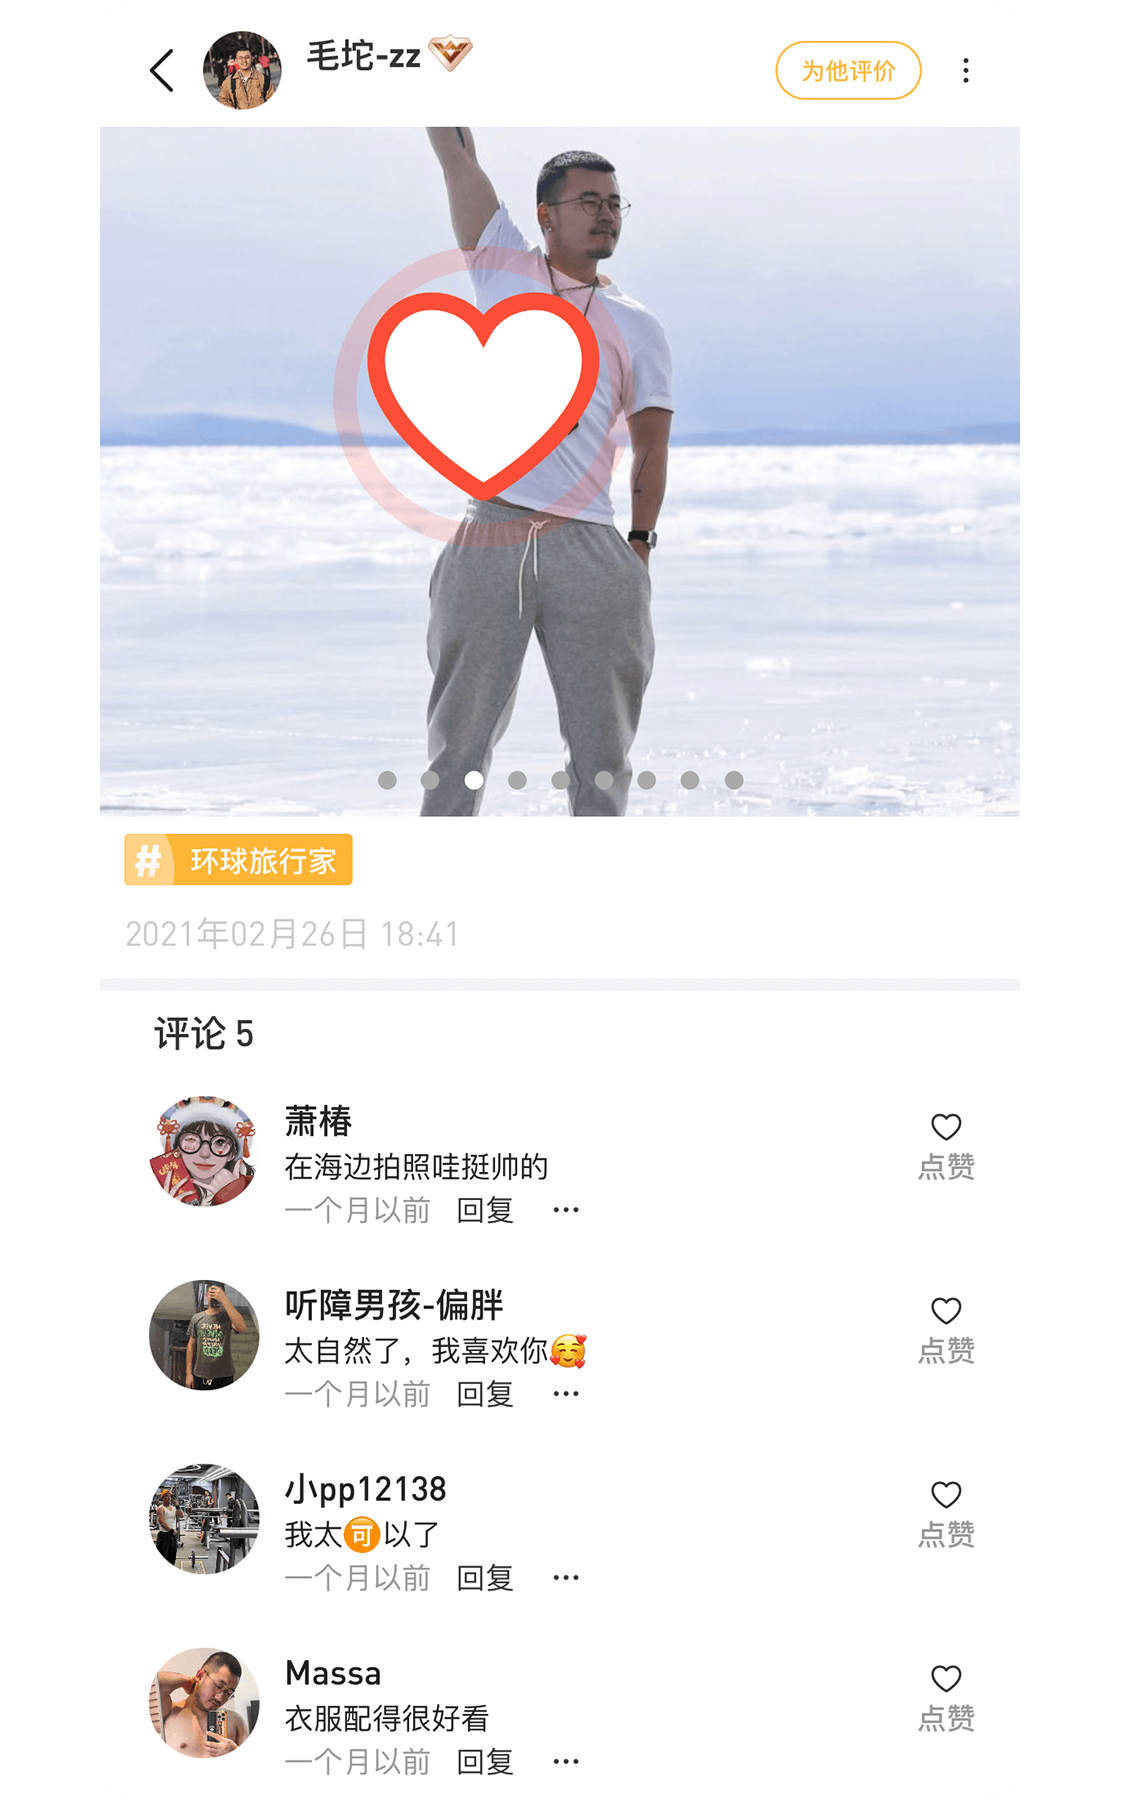 毛坨-zz
为他评价
# 环球旅行家
2021年02月26日 18:41
评论 5
萧椿
在海边拍照哇挺帅的
点赞
一个月以前 回复 ···
听障男孩-偏胖
太自然了，我喜欢你🥰
点赞
一个月以前 回复 ···
小pp12138
我太🉑以了
点赞
一个月以前 回复 ···
Massa
衣服配得很好看
点赞
一个月以前 回复 ···